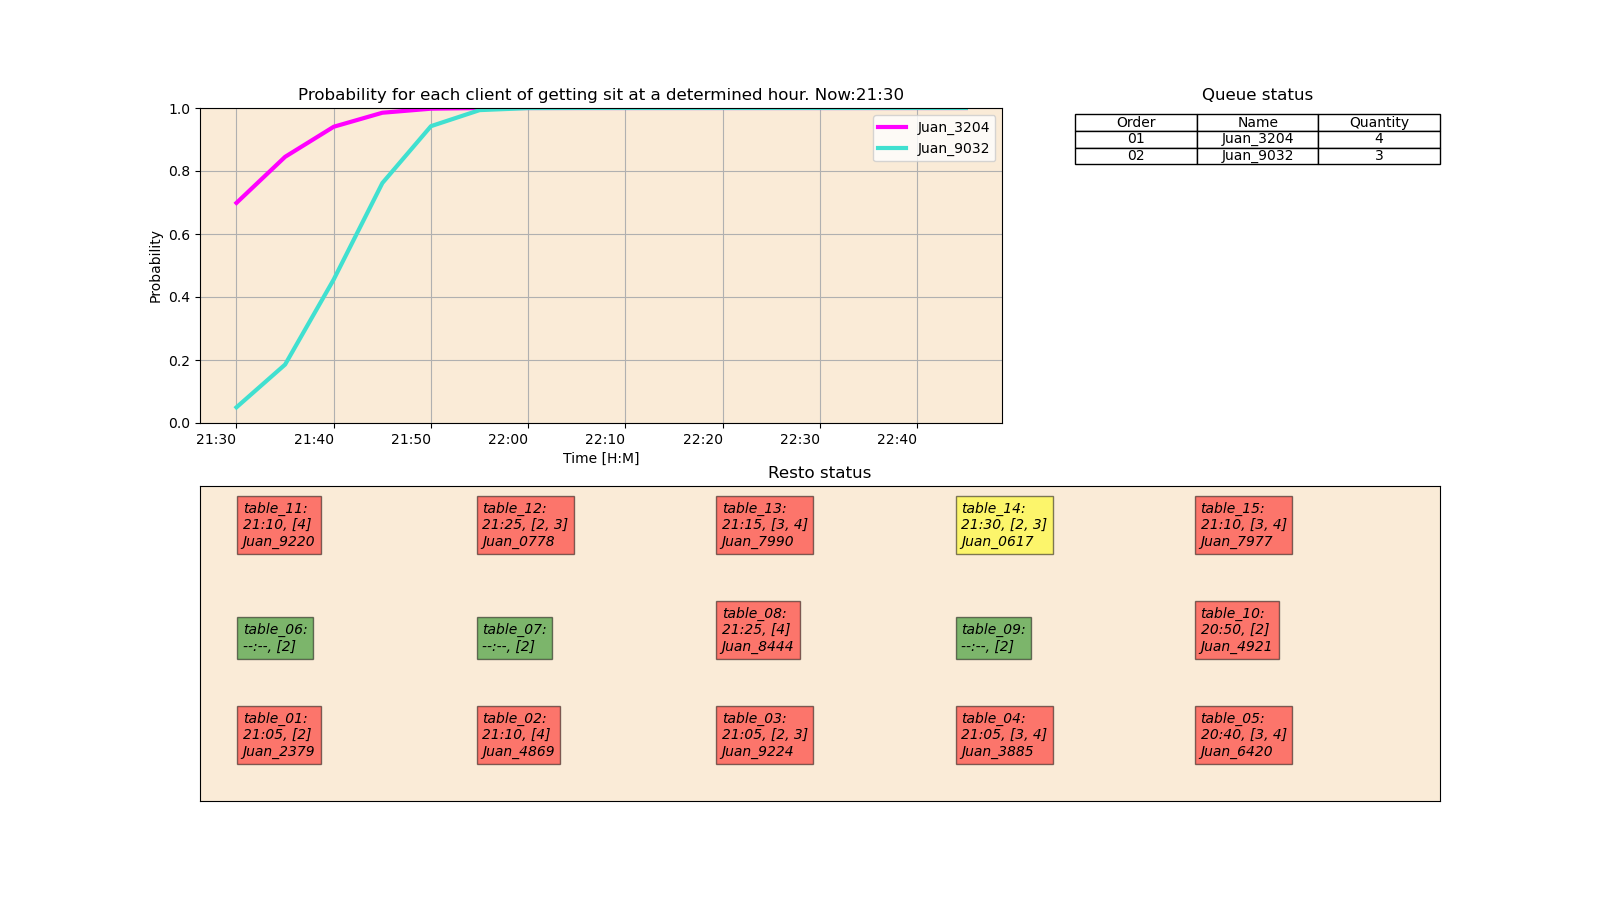 Probability for each client of getting sit at a determined hour. Now:21:30
1.0
0.8
0.6
0.4
0.2
0.0
Probability
Juan_3204
Juan_9032
21:30 21:40 21:50 22:00 22:10 22:20 22:30 22:40
Time [H:M]
Queue status
Order Name Quantity
01 Juan_3204 4
02 Juan_9032 3
Resto status
table_11:
21:10, [4]
Juan_9220
table_12:
21:25, [2, 3]
Juan_0778
table_13:
21:15, [3, 4]
Juan_7990
table_14:
21:30, [2, 3]
Juan_0617
table_15:
21:10, [3, 4]
Juan_7977
table_06:
--:--, [2]
table_07:
--:--, [2]
table_08:
21:25, [4]
Juan_8444
table_09:
--:--, [2]
table_10:
20:50, [2]
Juan_4921
table_01:
21:05, [2]
Juan_2379
table_02:
21:10, [4]
Juan_4869
table_03:
21:05, [2, 3]
Juan_9224
table_04:
21:05, [3, 4]
Juan_3885
table_05:
20:40, [3, 4]
Juan_6420